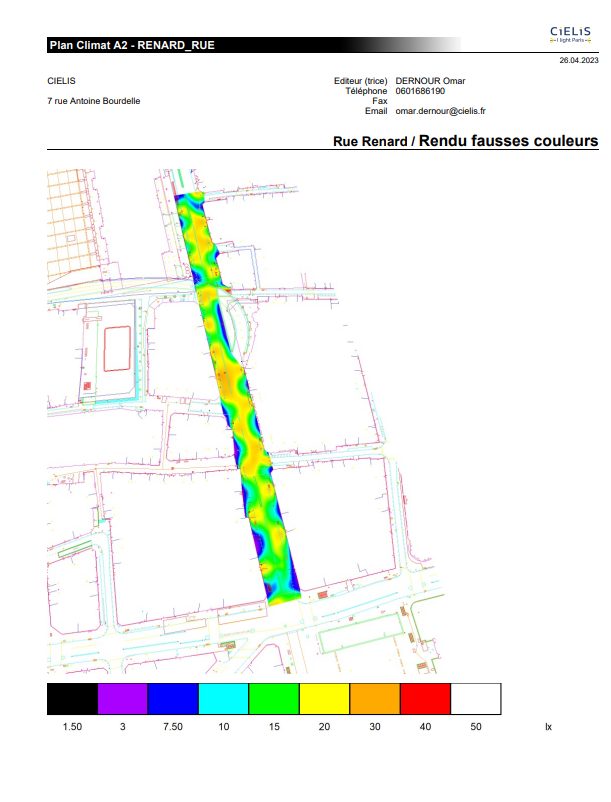 CiELiS
I light Paris
Plan Climat A2 - RENARD_RUE
26.04.2023
CIELIS
Editeur (trice) DERNOUR Omar
Téléphone 0601686190
7 rue Antoine Bourdelle
Fax
Email omar.dernour@cielis.fr
Rue Renard / Rendu fausses couleurs
1.50 3 7.50 10 15 20 30 40 50 lx